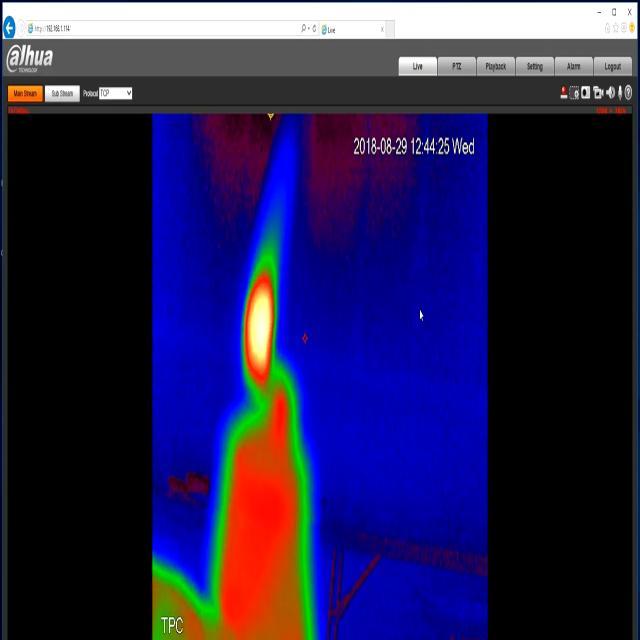 http://192.168.1.114/
Live
alhua
TECHNOLOGY
Live
PTZ
Playback
Setting
Alarm
Logout
Main Stream
Sub Stream
Protocol
TCP
2018-08-29 12:44:25 Wed
TPC